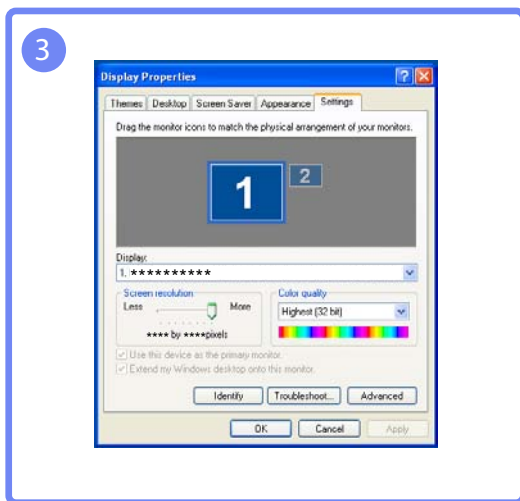 3
Display Properties
Themes Desktop Screen Saver Appearance Settings
Drag the monitor icons to match the physical arrangement of your monitors.
1 2
Display:
1. **********
Screen resolution
Less More
**** by ****pixels
Color quality
Highest (32 bit)
Use this device as the primary monitor.
Extend my Windows desktop onto this monitor.
Identify Troubleshoot... Advanced
OK Cancel Apply